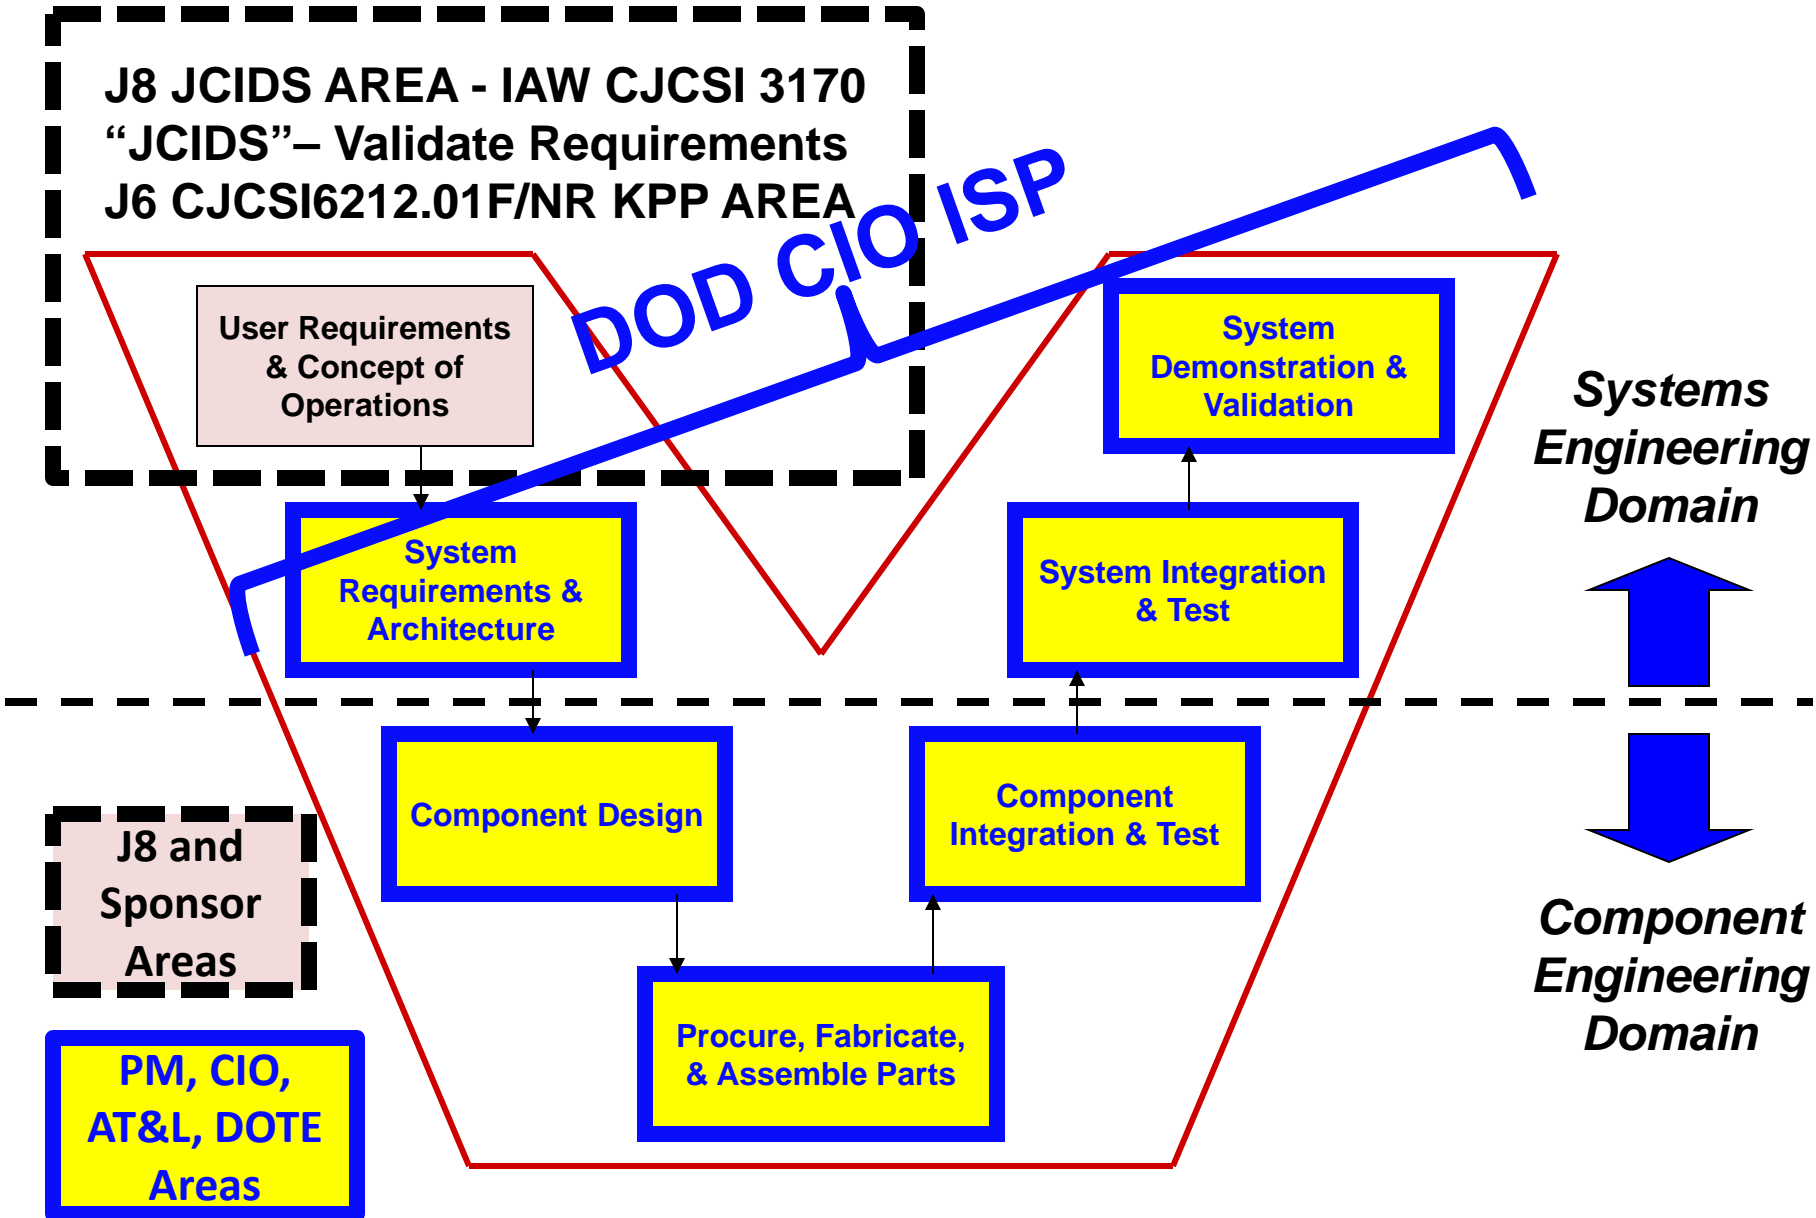 J8 JCIDS AREA - IAW CJCSI 3170
“JCIDS”– Validate Requirements
J6 CJCSI6212.01F/NR KPP AREA
DOD CIO ISP
User Requirements
& Concept of
Operations
System
Demonstration &
Validation
Systems
Engineering
Domain
System
Requirements &
Architecture
System Integration
& Test
Component Design
Component
Integration & Test
J8 and
Sponsor
Areas
Component
Engineering
Domain
Procure, Fabricate,
& Assemble Parts
PM, CIO,
AT&L, DOTE
Areas